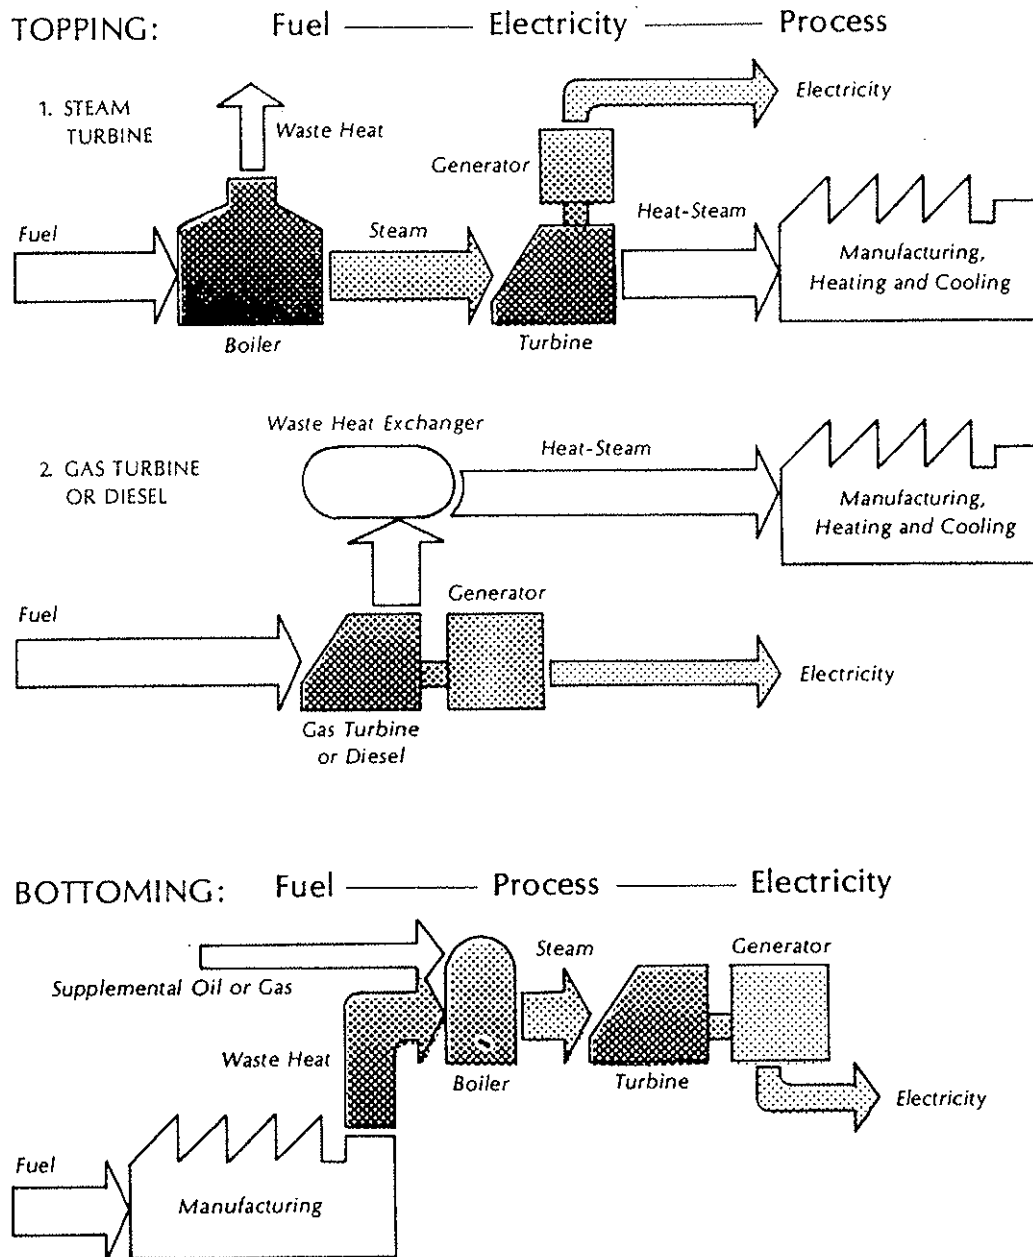 TOPPING: Fuel — Electricity — Process
1. STEAM
TURBINE
Waste Heat
Electricity
Generator
Fuel
Steam
Heat-Steam
Manufacturing,
Heating and Cooling
Boiler
Turbine
Waste Heat Exchanger
2. GAS TURBINE
OR DIESEL
Heat-Steam
Manufacturing,
Heating and Cooling
Fuel
Generator
Electricity
Gas Turbine
or Diesel
BOTTOMING: Fuel — Process — Electricity
Supplemental Oil or Gas
Steam
Generator
Waste Heat
Boiler
Turbine
Electricity
Fuel
Manufacturing